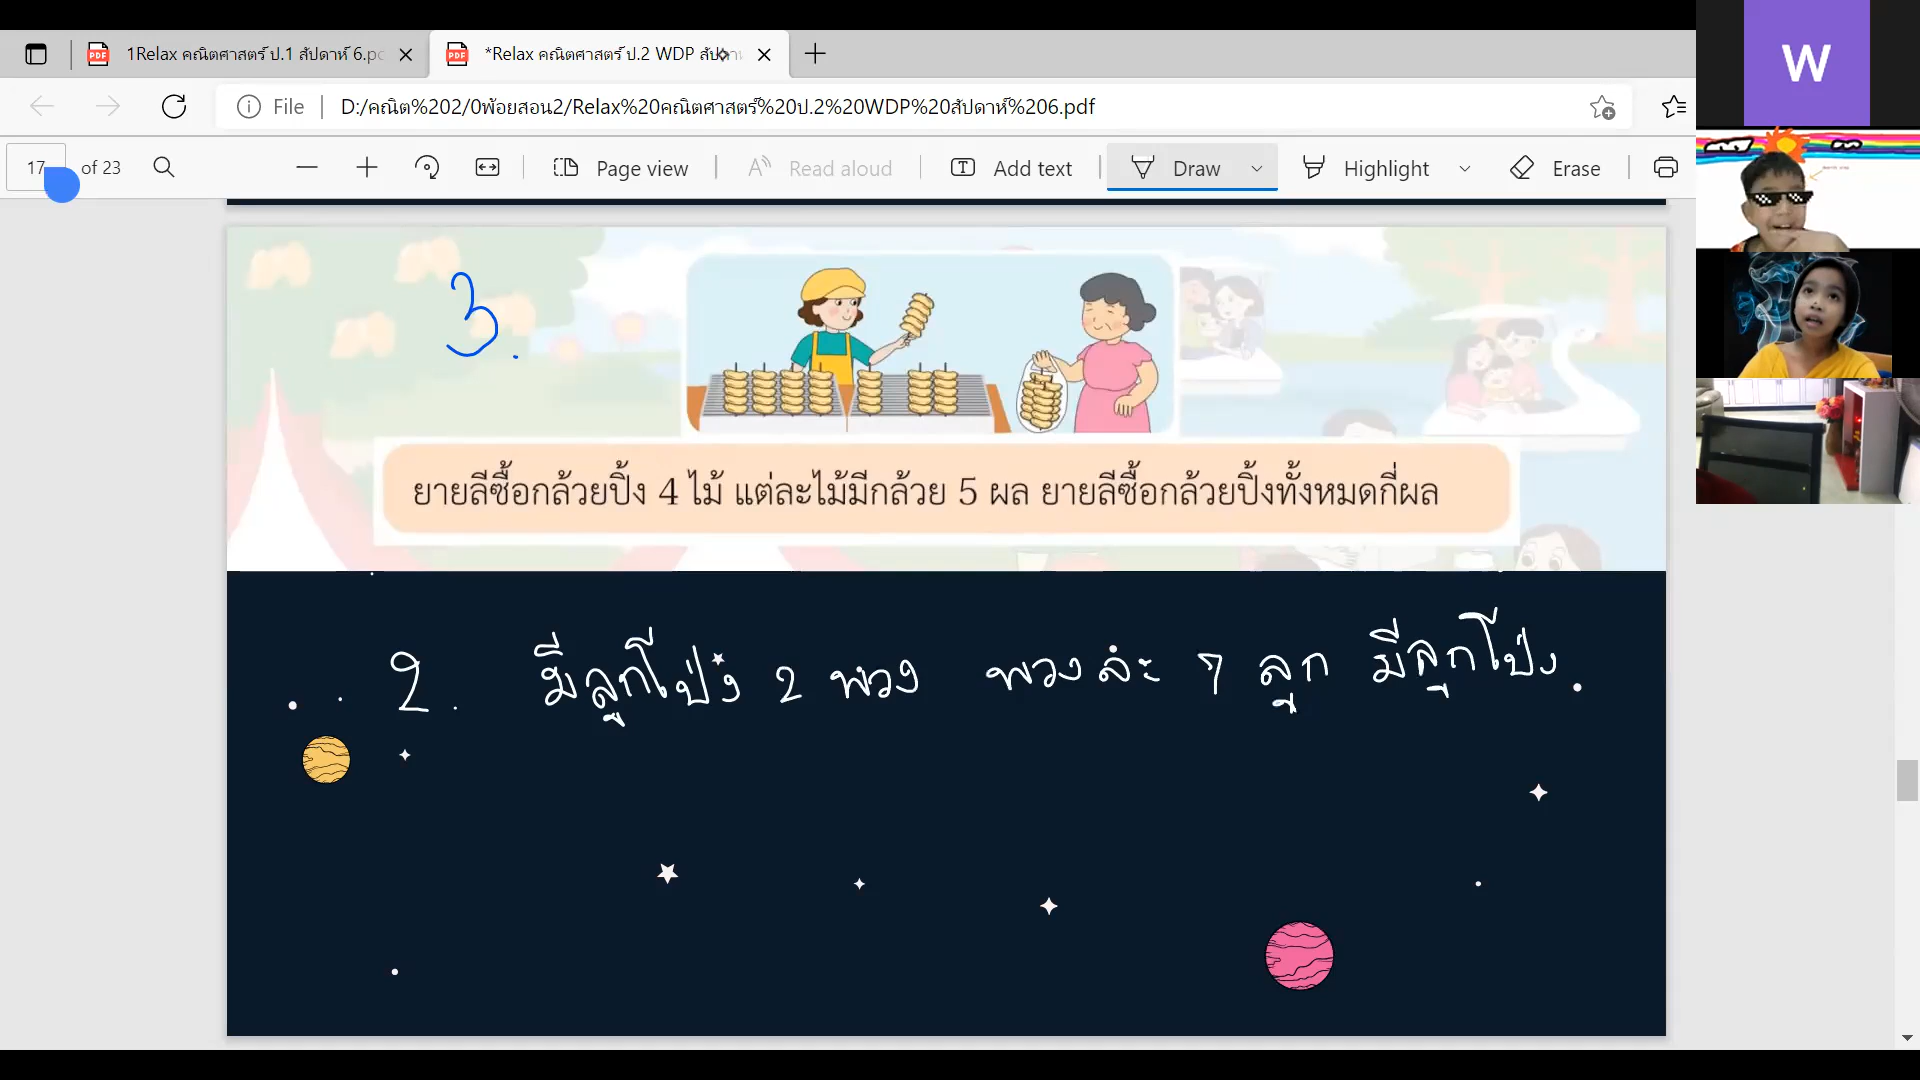 1Relax คณิตศาสตร์ ป.1 สัปดาห์ 6.pc
*Relax คณิตศาสตร์ ป.2 WDP
W
File
D:/คณิต%202/0พ้อยสอน2/Relax%20คณิตศาสตร์%20ป.2%20WDP%20สัปดาห์%206.pdf
17 of 23
Page view
Read aloud
Add text
Draw
Highlight
Erase
3.
ยายลีซื้อกล้วยปิ้ง 4 ไม้ แต่ละไม้มีกล้วย 5 ผล ยายลีซื้อกล้วยปิ้งทั้งหมดกี่ผล
2. มีลูกโป่ง 2 พวง พวงละ 7 ลูก มีลูกโป่ง